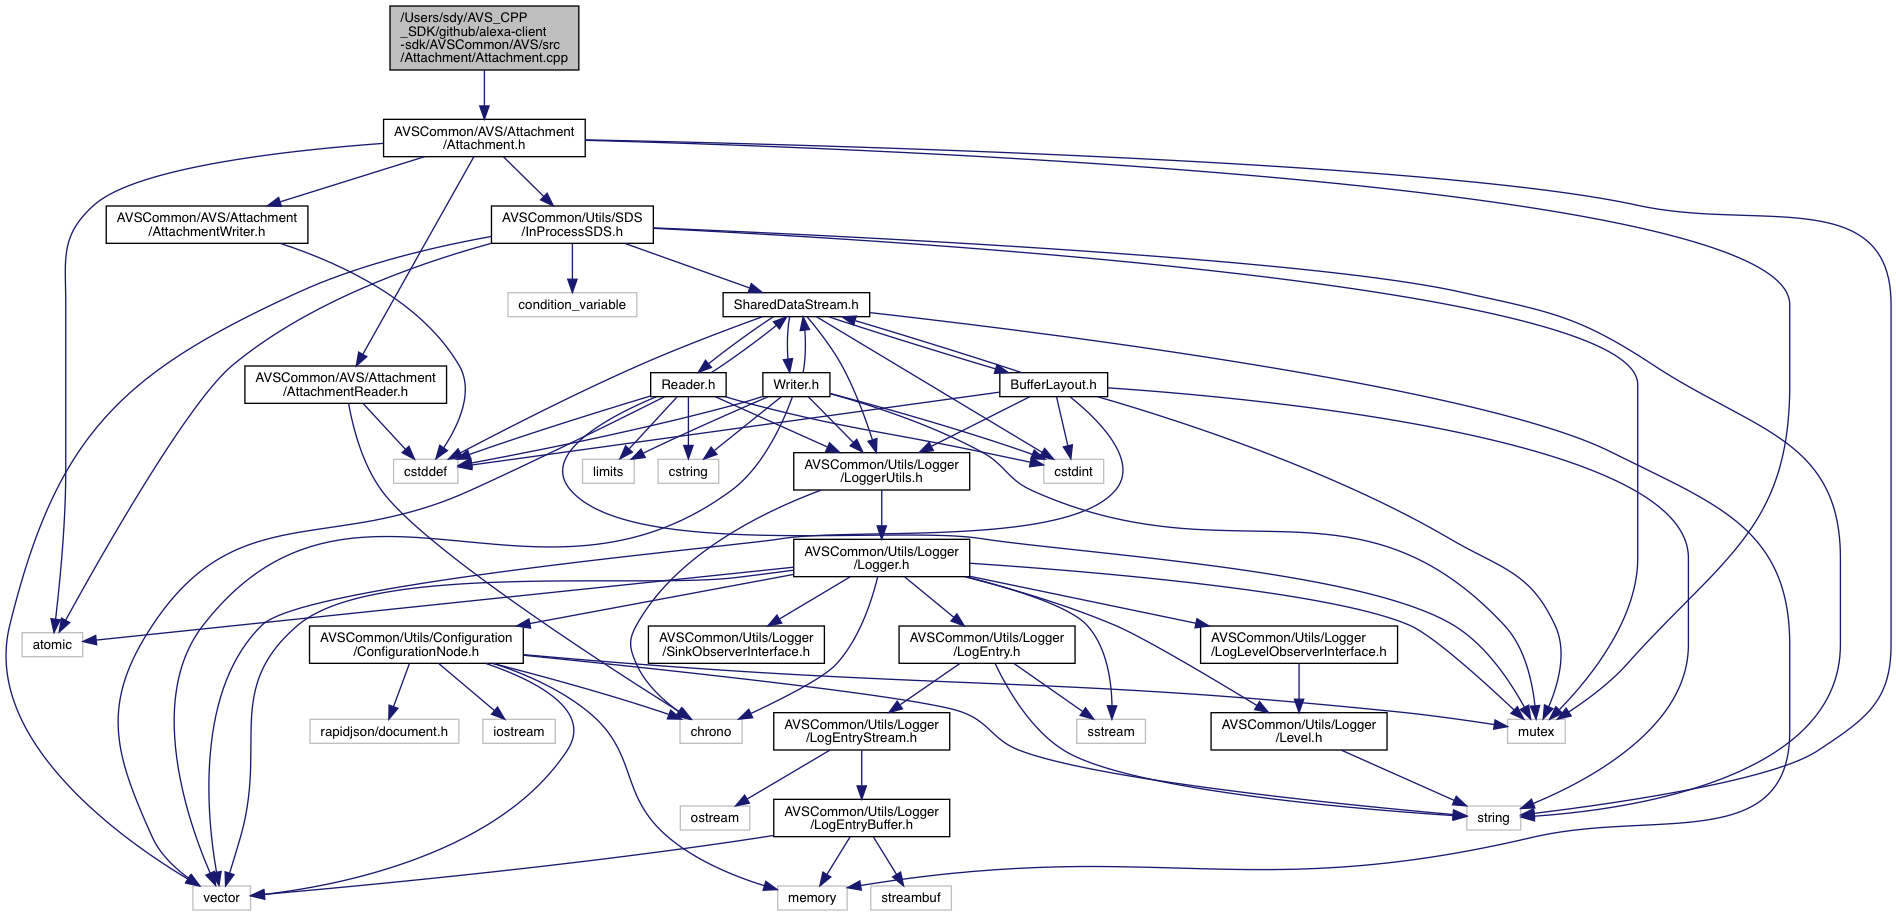 /Users/sdy/AVS_CPP
_SDK/github/alexa-client
-sdk/AVSCommon/AVS/src
/Attachment/Attachment.cpp
AVSCommon/AVS/Attachment
/Attachment.h
AVSCommon/AVS/Attachment
/AttachmentWriter.h
AVSCommon/Utils/SDS
/InProcessSDS.h
condition_variable
SharedDataStream.h
AVSCommon/AVS/Attachment
/AttachmentReader.h
Reader.h
Writer.h
BufferLayout.h
cstddef
limits
cstring
AVSCommon/Utils/Logger
/LoggerUtils.h
cstdint
AVSCommon/Utils/Logger
/Logger.h
atomic
AVSCommon/Utils/Configuration
/ConfigurationNode.h
AVSCommon/Utils/Logger
/SinkObserverInterface.h
AVSCommon/Utils/Logger
/LogEntry.h
AVSCommon/Utils/Logger
/LogLevelObserverInterface.h
rapidjson/document.h
iostream
chrono
AVSCommon/Utils/Logger
/LogEntryStream.h
sstream
AVSCommon/Utils/Logger
/Level.h
mutex
ostream
AVSCommon/Utils/Logger
/LogEntryBuffer.h
string
vector
memory
streambuf